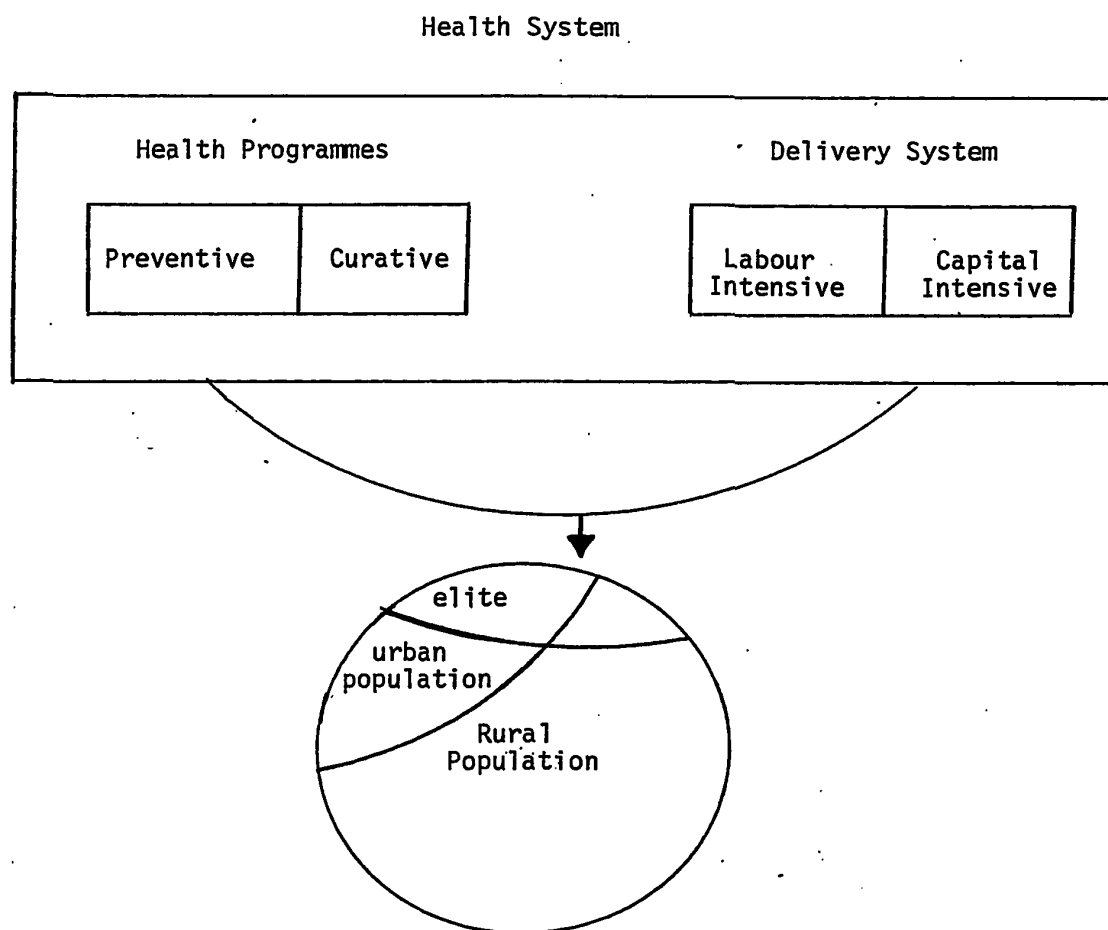 Health System
Health Programmes
Delivery System
Preventive
Curative
Labour
Intensive
Capital
Intensive
elite
urban
population
Rural
Population